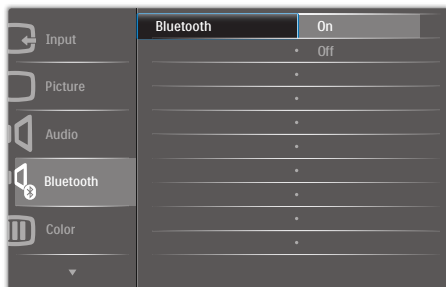 Input
Picture
Audio
Bluetooth
Color
Bluetooth On
Off